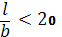 l/b < 2𝟎